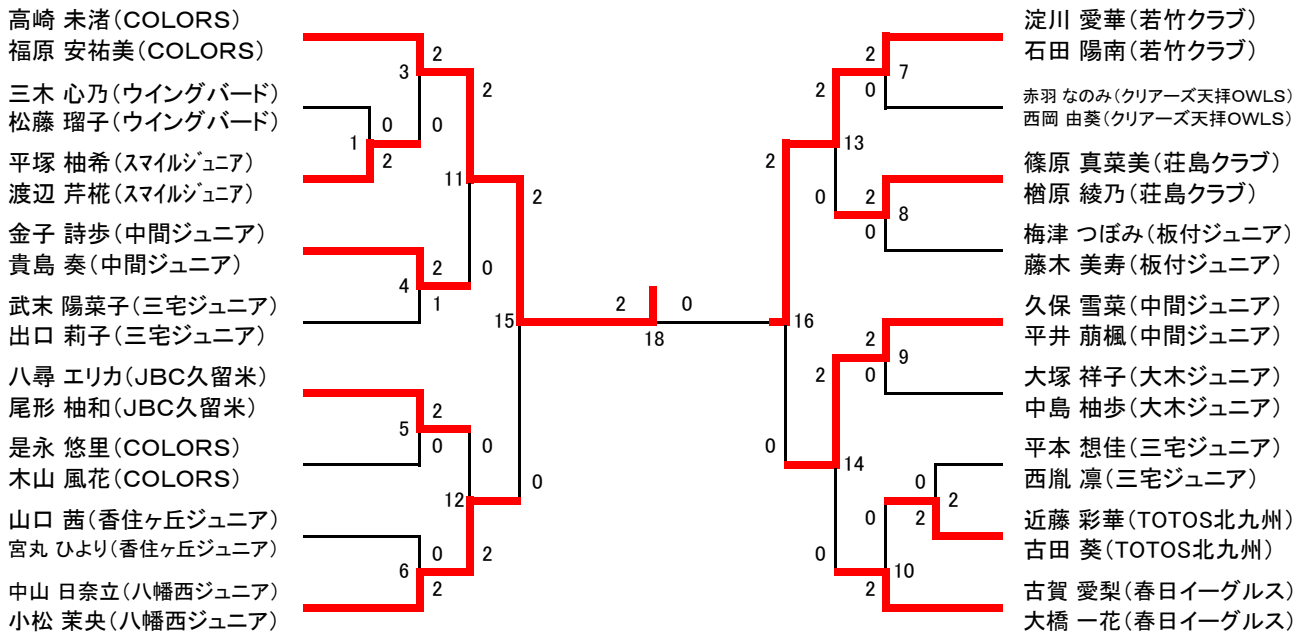 高崎 未渚(COLORS)
福原 安祐美(COLORS)
三木 心乃(ウイングバード)
松藤 瑠子(ウイングバード)
平塚 柚希(スマイルジュニア)
渡辺 芹椛(スマイルジュニア)
金子 詩歩(中間ジュニア)
貴島 奏(中間ジュニア)
武末 陽菜子(三宅ジュニア)
出口 莉子(三宅ジュニア)
八尋 エリカ(JBC久留米)
尾形 柚和(JBC久留米)
是永 悠里(COLORS)
木山 風花(COLORS)
山口 茜(香住ヶ丘ジュニア)
宮丸 ひより(香住ヶ丘ジュニア)
中山 日奈立(八幡西ジュニア)
小松 茉央(八幡西ジュニア)
3
2
0
1
0
2
4
2
1
11
2
0
5
2
0
6
0
2
12
0
2
15
2
0
2
18
0
16
2
0
13
2
0
14
2
0
7
2
0
8
2
0
9
2
0
2
0
2
10
0
2
淀川 愛華(若竹クラブ)
石田 陽南(若竹クラブ)
赤羽 なのみ(クリアーズ天拝OWLS)
西岡 由葵(クリアーズ天拝OWLS)
篠原 真菜美(荘島クラブ)
楢原 綾乃(荘島クラブ)
梅津 つぼみ(板付ジュニア)
藤木 美寿(板付ジュニア)
久保 雪菜(中間ジュニア)
平井 萠楓(中間ジュニア)
大塚 祥子(大木ジュニア)
中島 柚歩(大木ジュニア)
平本 想佳(三宅ジュニア)
西胤 凛(三宅ジュニア)
近藤 彩華(TOTOS北九州)
古田 葵(TOTOS北九州)
古賀 愛梨(春日イーグルス)
大橋 一花(春日イーグルス)